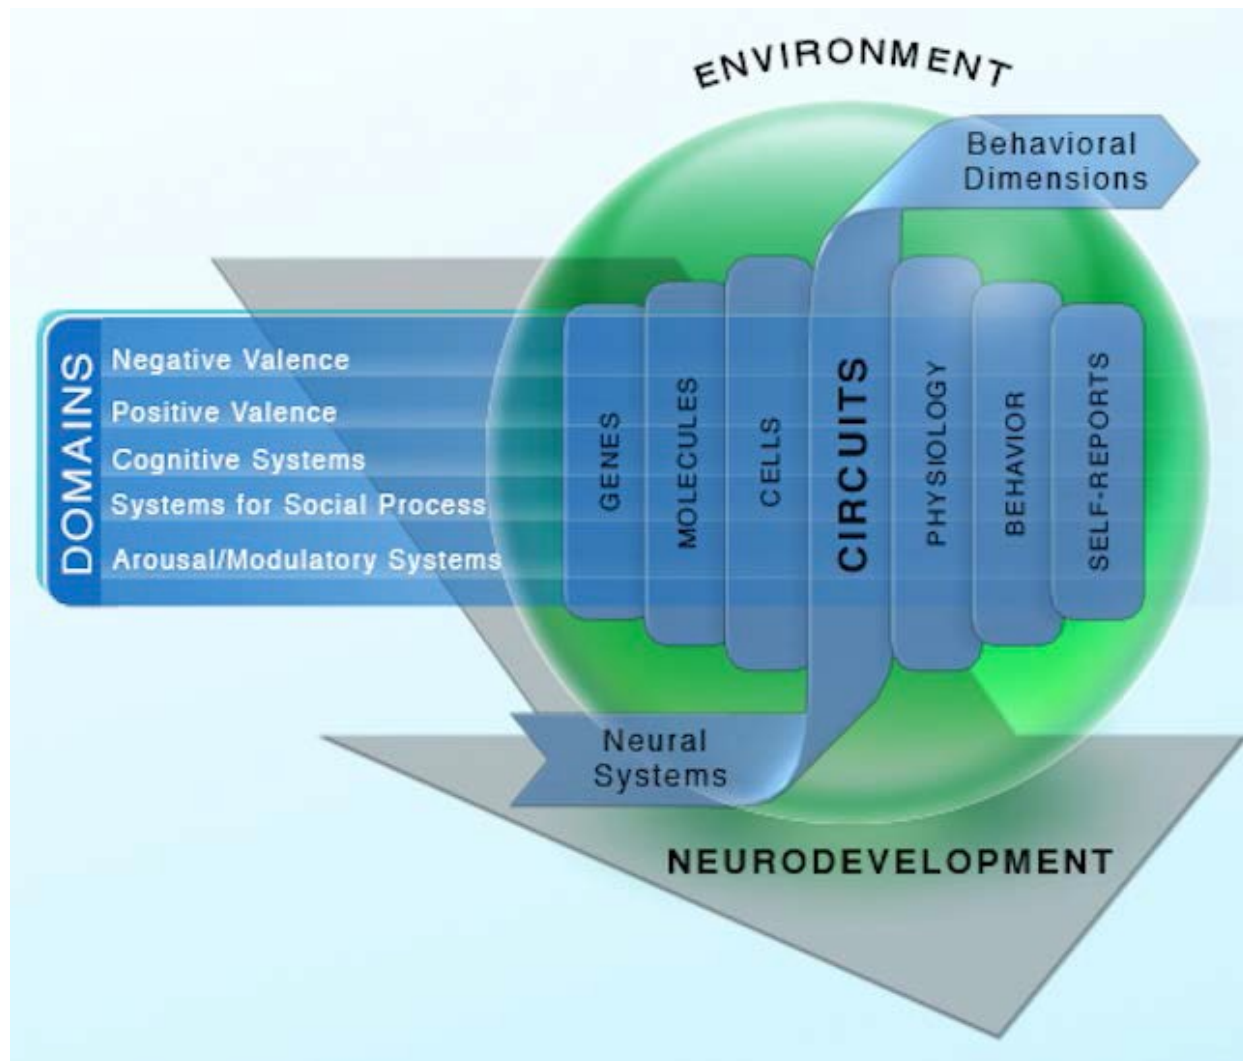 ENVIRONMENT
Behavioral
Dimensions
DOMAINS
Negative Valence
Positive Valence
Cognitive Systems
Systems for Social Process
Arousal/Modulatory Systems
GENES
MOLECULES
CELLS
CIRCUITS
PHYSIOLOGY
BEHAVIOR
SELF-REPORTS
Neural
Systems
NEURODEVELOPMENT